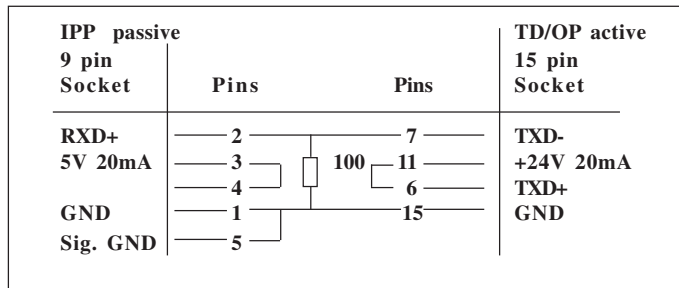 IPP passive TD/OP active
9 pin 15 pin
Socket Pins Pins Socket
RXD+ 2 7 TXD-
5V 20mA 3 100 11 +24V 20mA
4 6 TXD+
GND 1 15 GND
Sig. GND 5